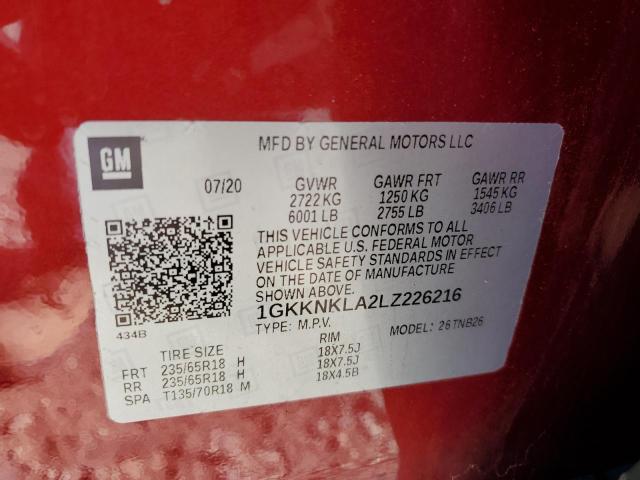 GM
MFD BY GENERAL MOTORS LLC
07/20 GVWR GAWR FRT GAWR RR
2722 KG 1250 KG 1545 KG
6001 LB 2755 LB 3406 LB
THIS VEHICLE CONFORMS TO ALL
APPLICABLE U.S. FEDERAL MOTOR
VEHICLE SAFETY STANDARDS IN EFFECT
ON THE DATE OF MANUFACTURE
SHOWN ABOVE.
1GKKNKLA2LZ226216
434B TYPE: M.P.V. MODEL: 26TNB26
TIRE SIZE RIM
FRT 235/65R18 H 18X7.5J
RR 235/65R18 H 18X7.5J
SPA T135/70R18 M 18X4.5B